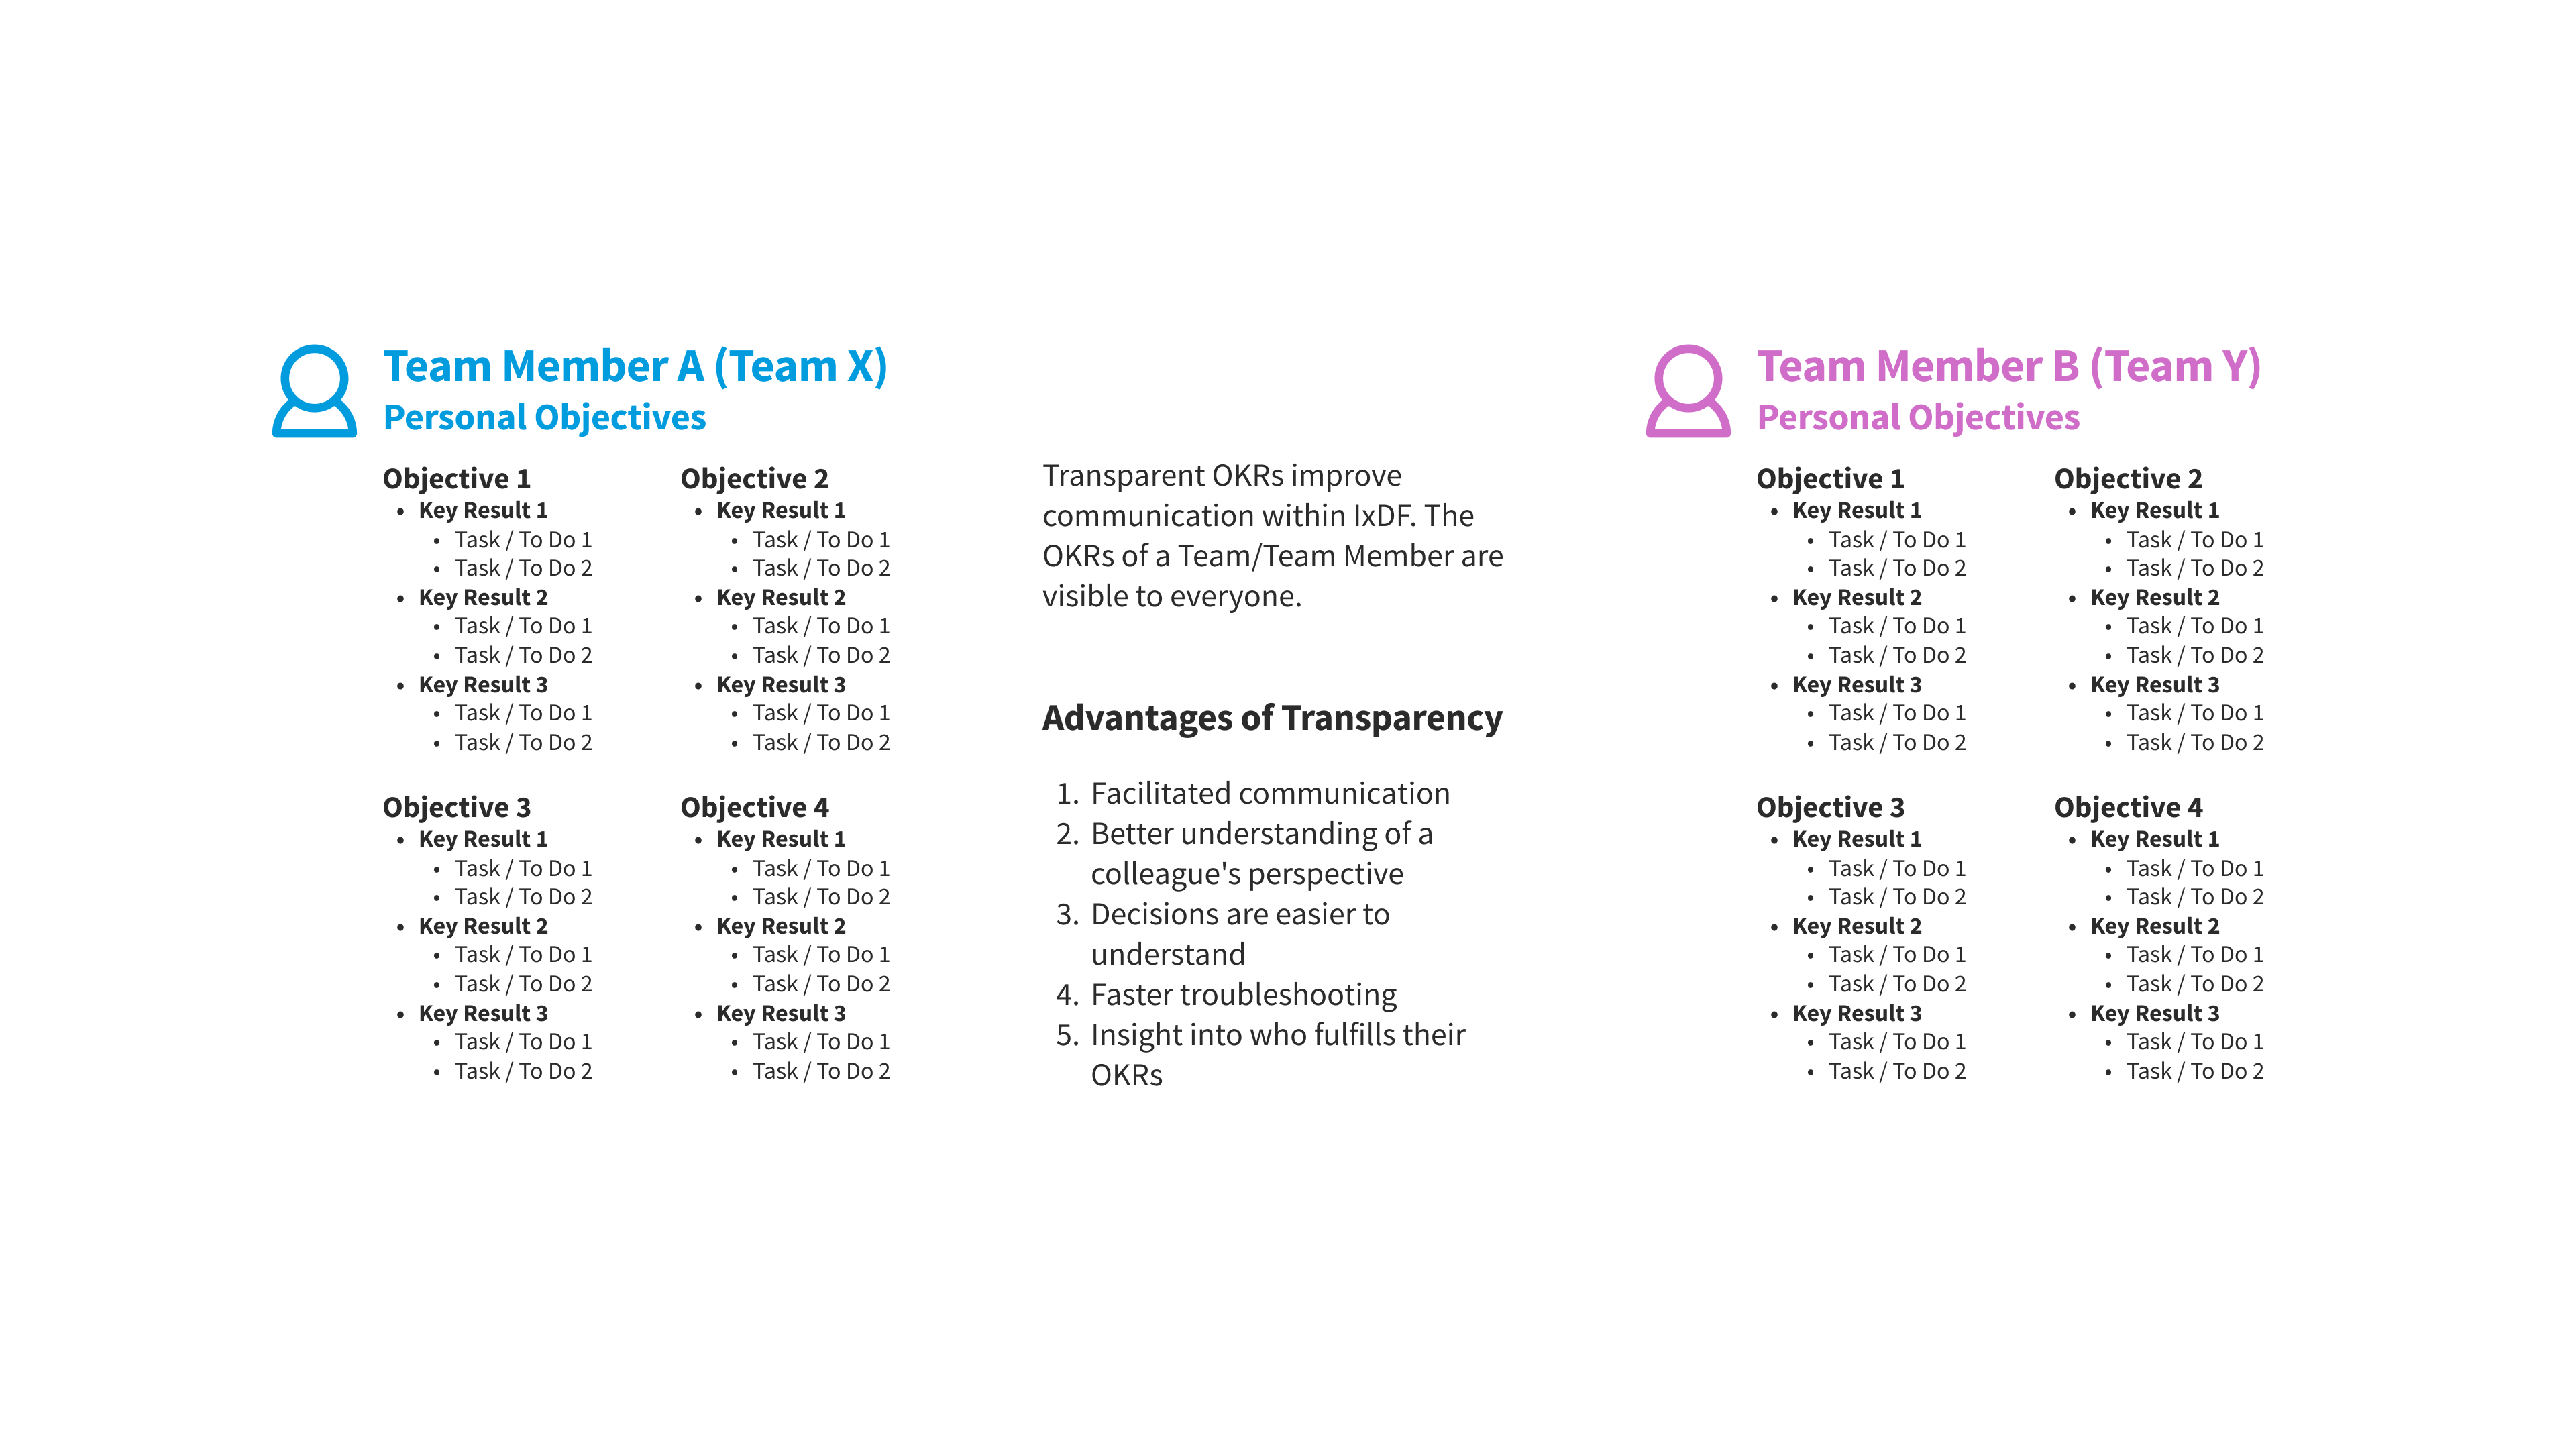 Team Member A (Team X)
Personal Objectives
Objective 1
• Key Result 1
• Task / To Do 1
• Task / To Do 2
• Key Result 2
• Task / To Do 1
• Task / To Do 2
• Key Result 3
• Task / To Do 1
• Task / To Do 2
Objective 2
• Key Result 1
• Task / To Do 1
• Task / To Do 2
• Key Result 2
• Task / To Do 1
• Task / To Do 2
• Key Result 3
• Task / To Do 1
• Task / To Do 2
Objective 3
• Key Result 1
• Task / To Do 1
• Task / To Do 2
• Key Result 2
• Task / To Do 1
• Task / To Do 2
• Key Result 3
• Task / To Do 1
• Task / To Do 2
Objective 4
• Key Result 1
• Task / To Do 1
• Task / To Do 2
• Key Result 2
• Task / To Do 1
• Task / To Do 2
• Key Result 3
• Task / To Do 1
• Task / To Do 2
Transparent OKRs improve
communication within IxDF. The
OKRs of a Team/Team Member are
visible to everyone.
Advantages of Transparency
1. Facilitated communication
2. Better understanding of a
colleague's perspective
3. Decisions are easier to
understand
4. Faster troubleshooting
5. Insight into who fulfills their
OKRs
Team Member B (Team Y)
Personal Objectives
Objective 1
• Key Result 1
• Task / To Do 1
• Task / To Do 2
• Key Result 2
• Task / To Do 1
• Task / To Do 2
• Key Result 3
• Task / To Do 1
• Task / To Do 2
Objective 2
• Key Result 1
• Task / To Do 1
• Task / To Do 2
• Key Result 2
• Task / To Do 1
• Task / To Do 2
• Key Result 3
• Task / To Do 1
• Task / To Do 2
Objective 3
• Key Result 1
• Task / To Do 1
• Task / To Do 2
• Key Result 2
• Task / To Do 1
• Task / To Do 2
• Key Result 3
• Task / To Do 1
• Task / To Do 2
Objective 4
• Key Result 1
• Task / To Do 1
• Task / To Do 2
• Key Result 2
• Task / To Do 1
• Task / To Do 2
• Key Result 3
• Task / To Do 1
• Task / To Do 2